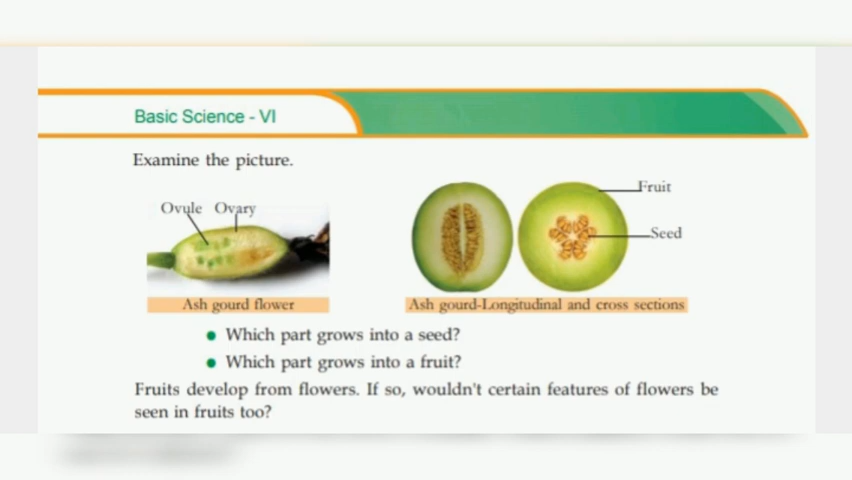 Basic Science - VI
Examine the picture.
Ovule Ovary
Fruit
Seed
Ash gourd flower
Ash gourd-Longitudinal and cross sections
• Which part grows into a seed?
• Which part grows into a fruit?
Fruits develop from flowers. If so, wouldn't certain features of flowers be
seen in fruits too?